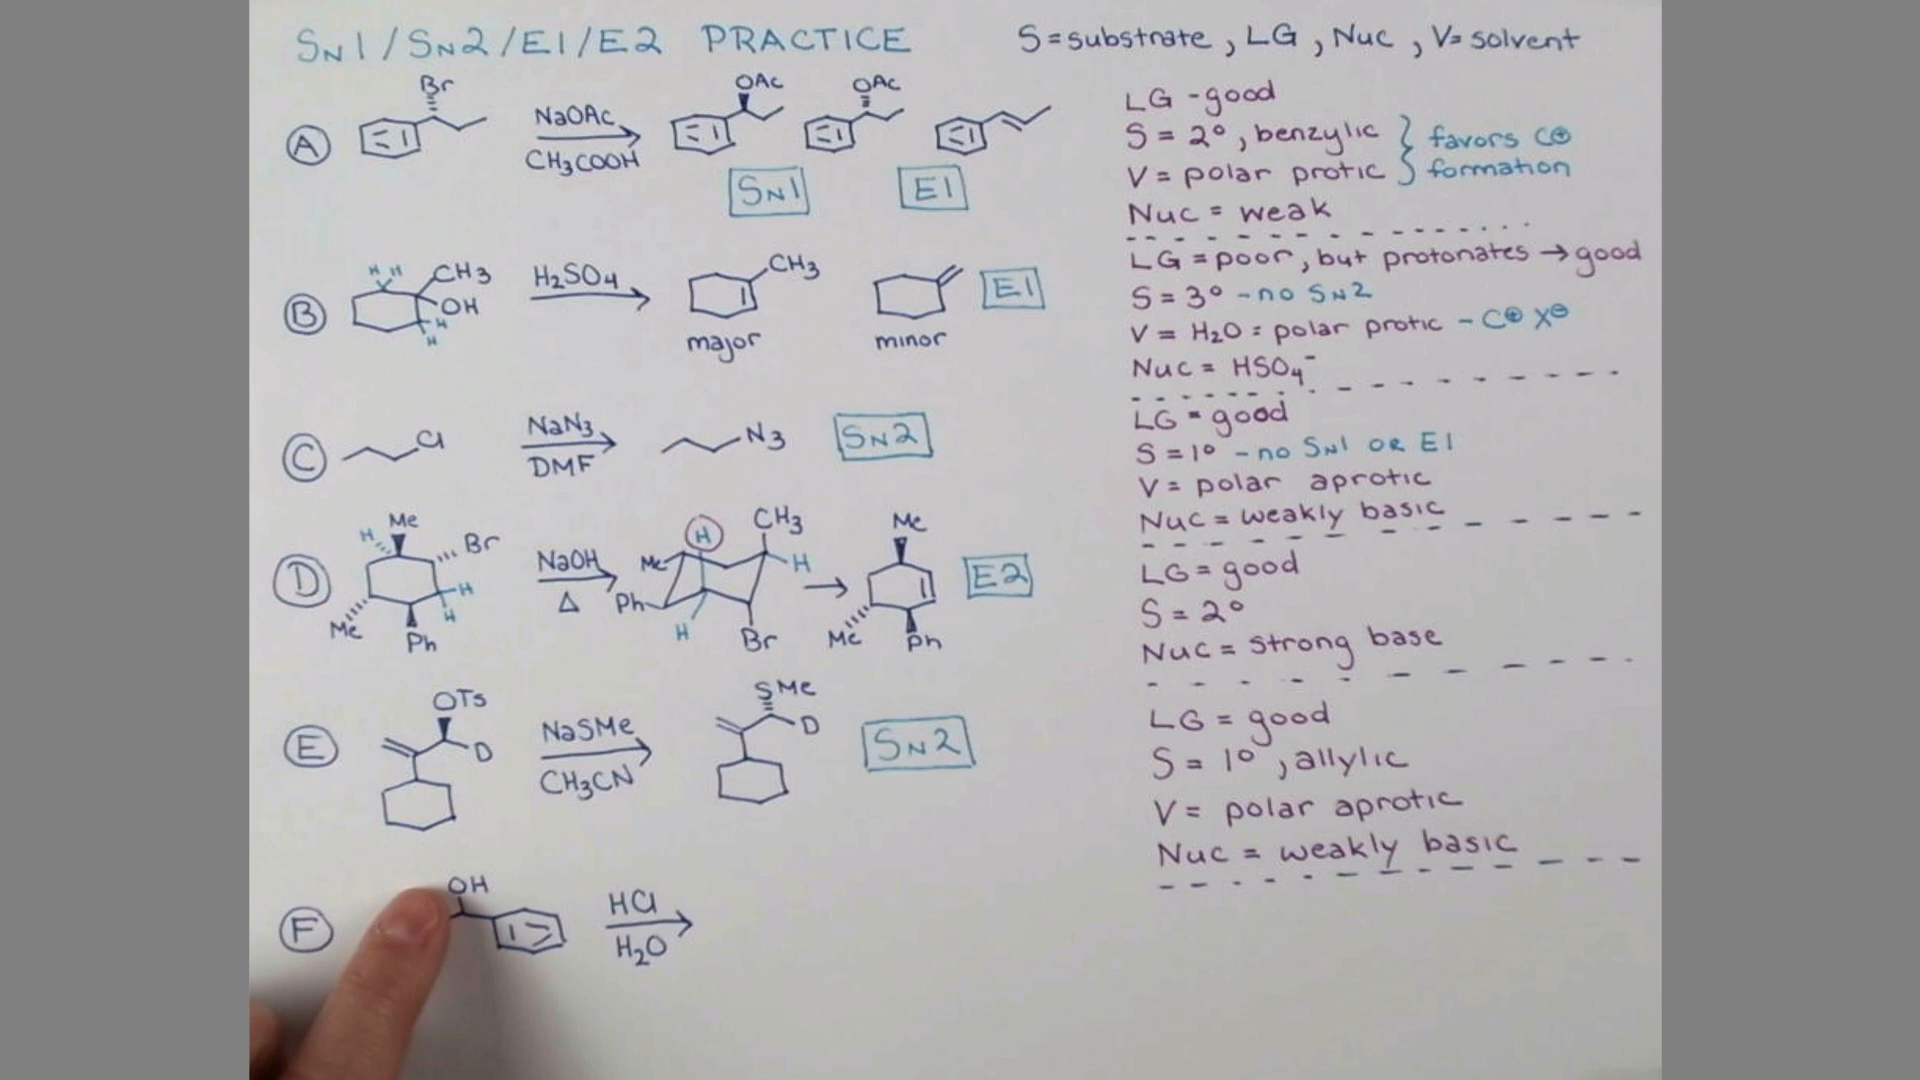 SN1/SN2/E1/E2 PRACTICE S=substrate, LG, Nuc, V=solvent
A
Br
NaOAc
CH3COOH
OAc
OAc
SN1
E1
LG - good
S = 2°, benzylic } favors C⊕
V = polar protic } formation
Nuc = weak
B
H H
CH3
OH
H
H
H2SO4
CH3
major
minor
E1
LG = poor, but protonates → good
S = 3° - no SN2
V = H2O = polar protic - C⊕ X⊖
Nuc = HSO4⁻
C
Cl
NaN3
DMF
N3
SN2
LG = good
S = 1° - no SN1 OR E1
V = polar aprotic
Nuc = weakly basic
D
H
Me
Br
H
H
Me
Ph
NaOH
Δ
H
CH3
Me
H
Ph
H
Br
Me
Me
Ph
E2
LG = good
S = 2°
Nuc = strong base
E
OTs
D
NaSMe
CH3CN
SMe
D
SN2
LG = good
S = 1°, allylic
V = polar aprotic
Nuc = weakly basic
F
OH
HCl
H2O